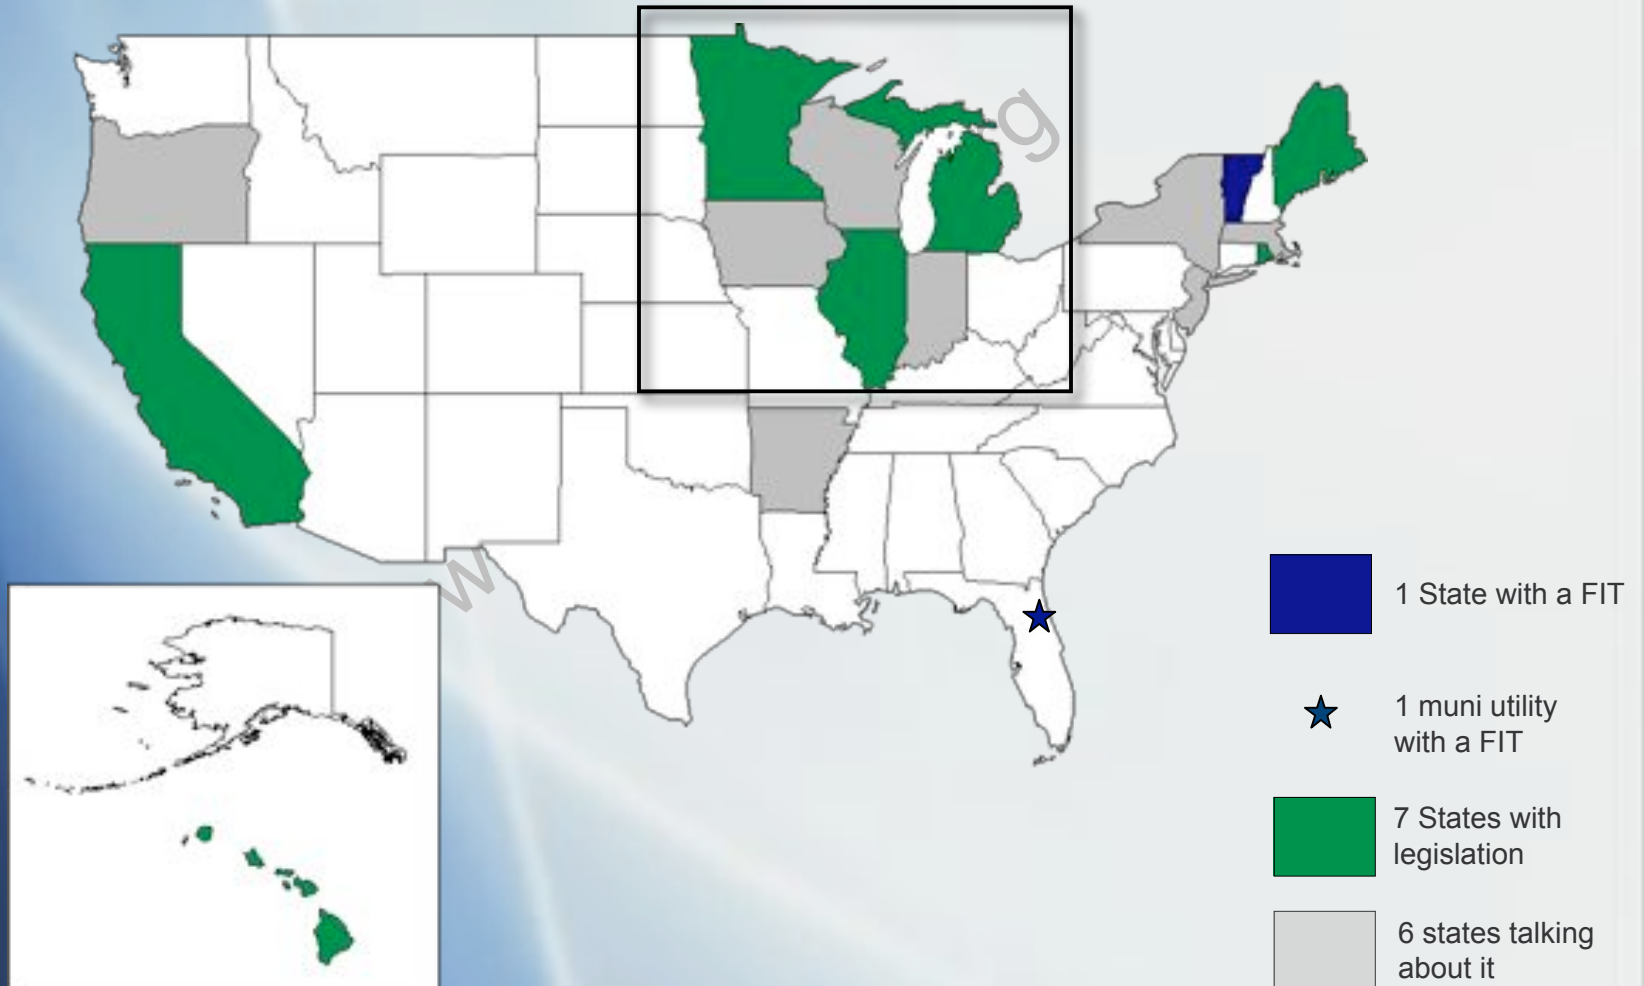 g
w
1 State with a FIT
1 muni utility
with a FIT
7 States with
legislation
6 states talking
about it